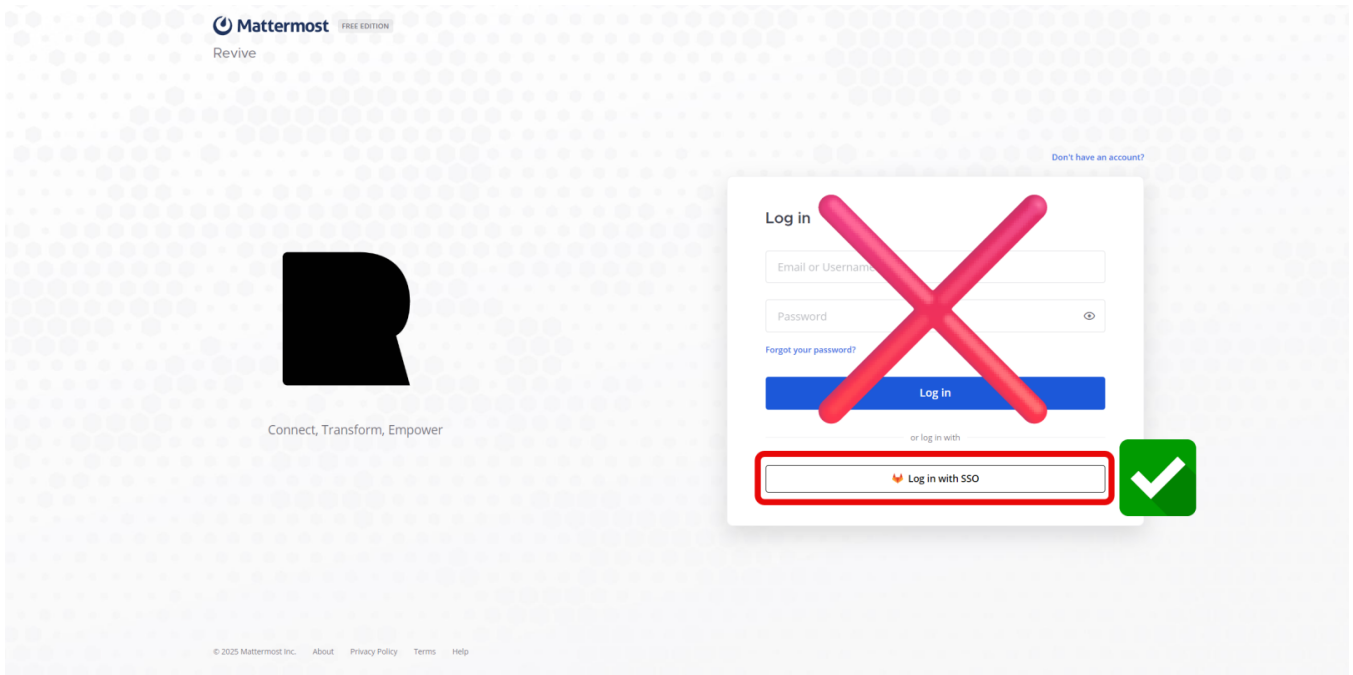 Mattermost FREE EDITION
Revive
Don't have an account?
Log in
Email or Username
Password
Forgot your password?
Log in
or log in with
Log in with SSO
Connect, Transform, Empower
© 2025 Mattermost Inc. About Privacy Policy Terms Help